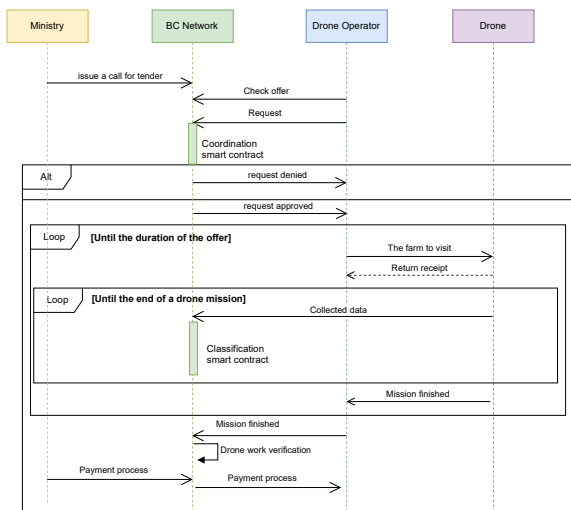 Ministry
BC Network
Drone Operator
Drone
issue a call for tender
Check offer
Request
Coordination
smart contract
Alt
request denied
request approved
Loop
[Until the duration of the offer]
The farm to visit
Return receipt
Loop
[Until the end of a drone mission]
Collected data
Classification
smart contract
Mission finished
Mission finished
Drone work verification
Payment process
Payment process